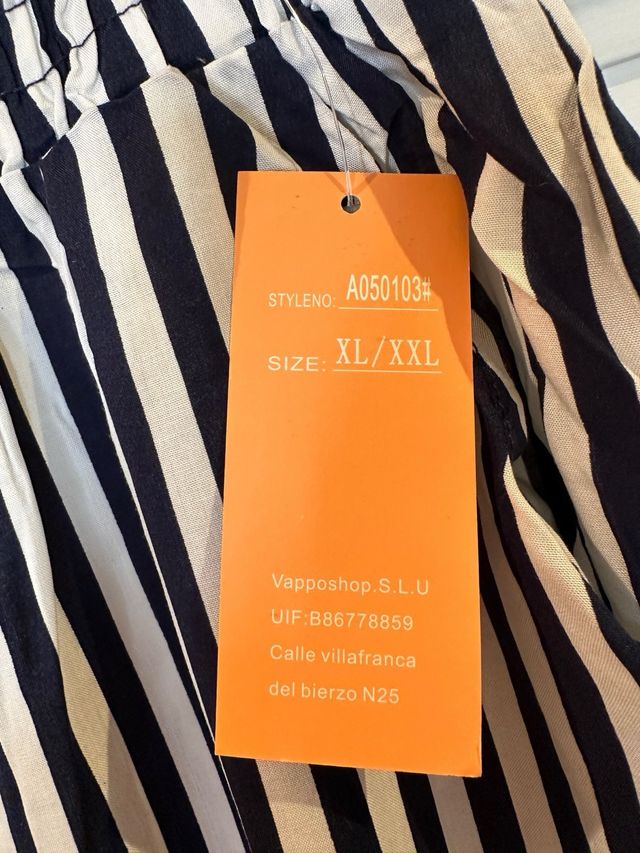 STYLENO: A050103#
SIZE: XL/XXL
Vapposhop.S.L.U
UIF:B86778859
Calle villafranca
del bierzo N25